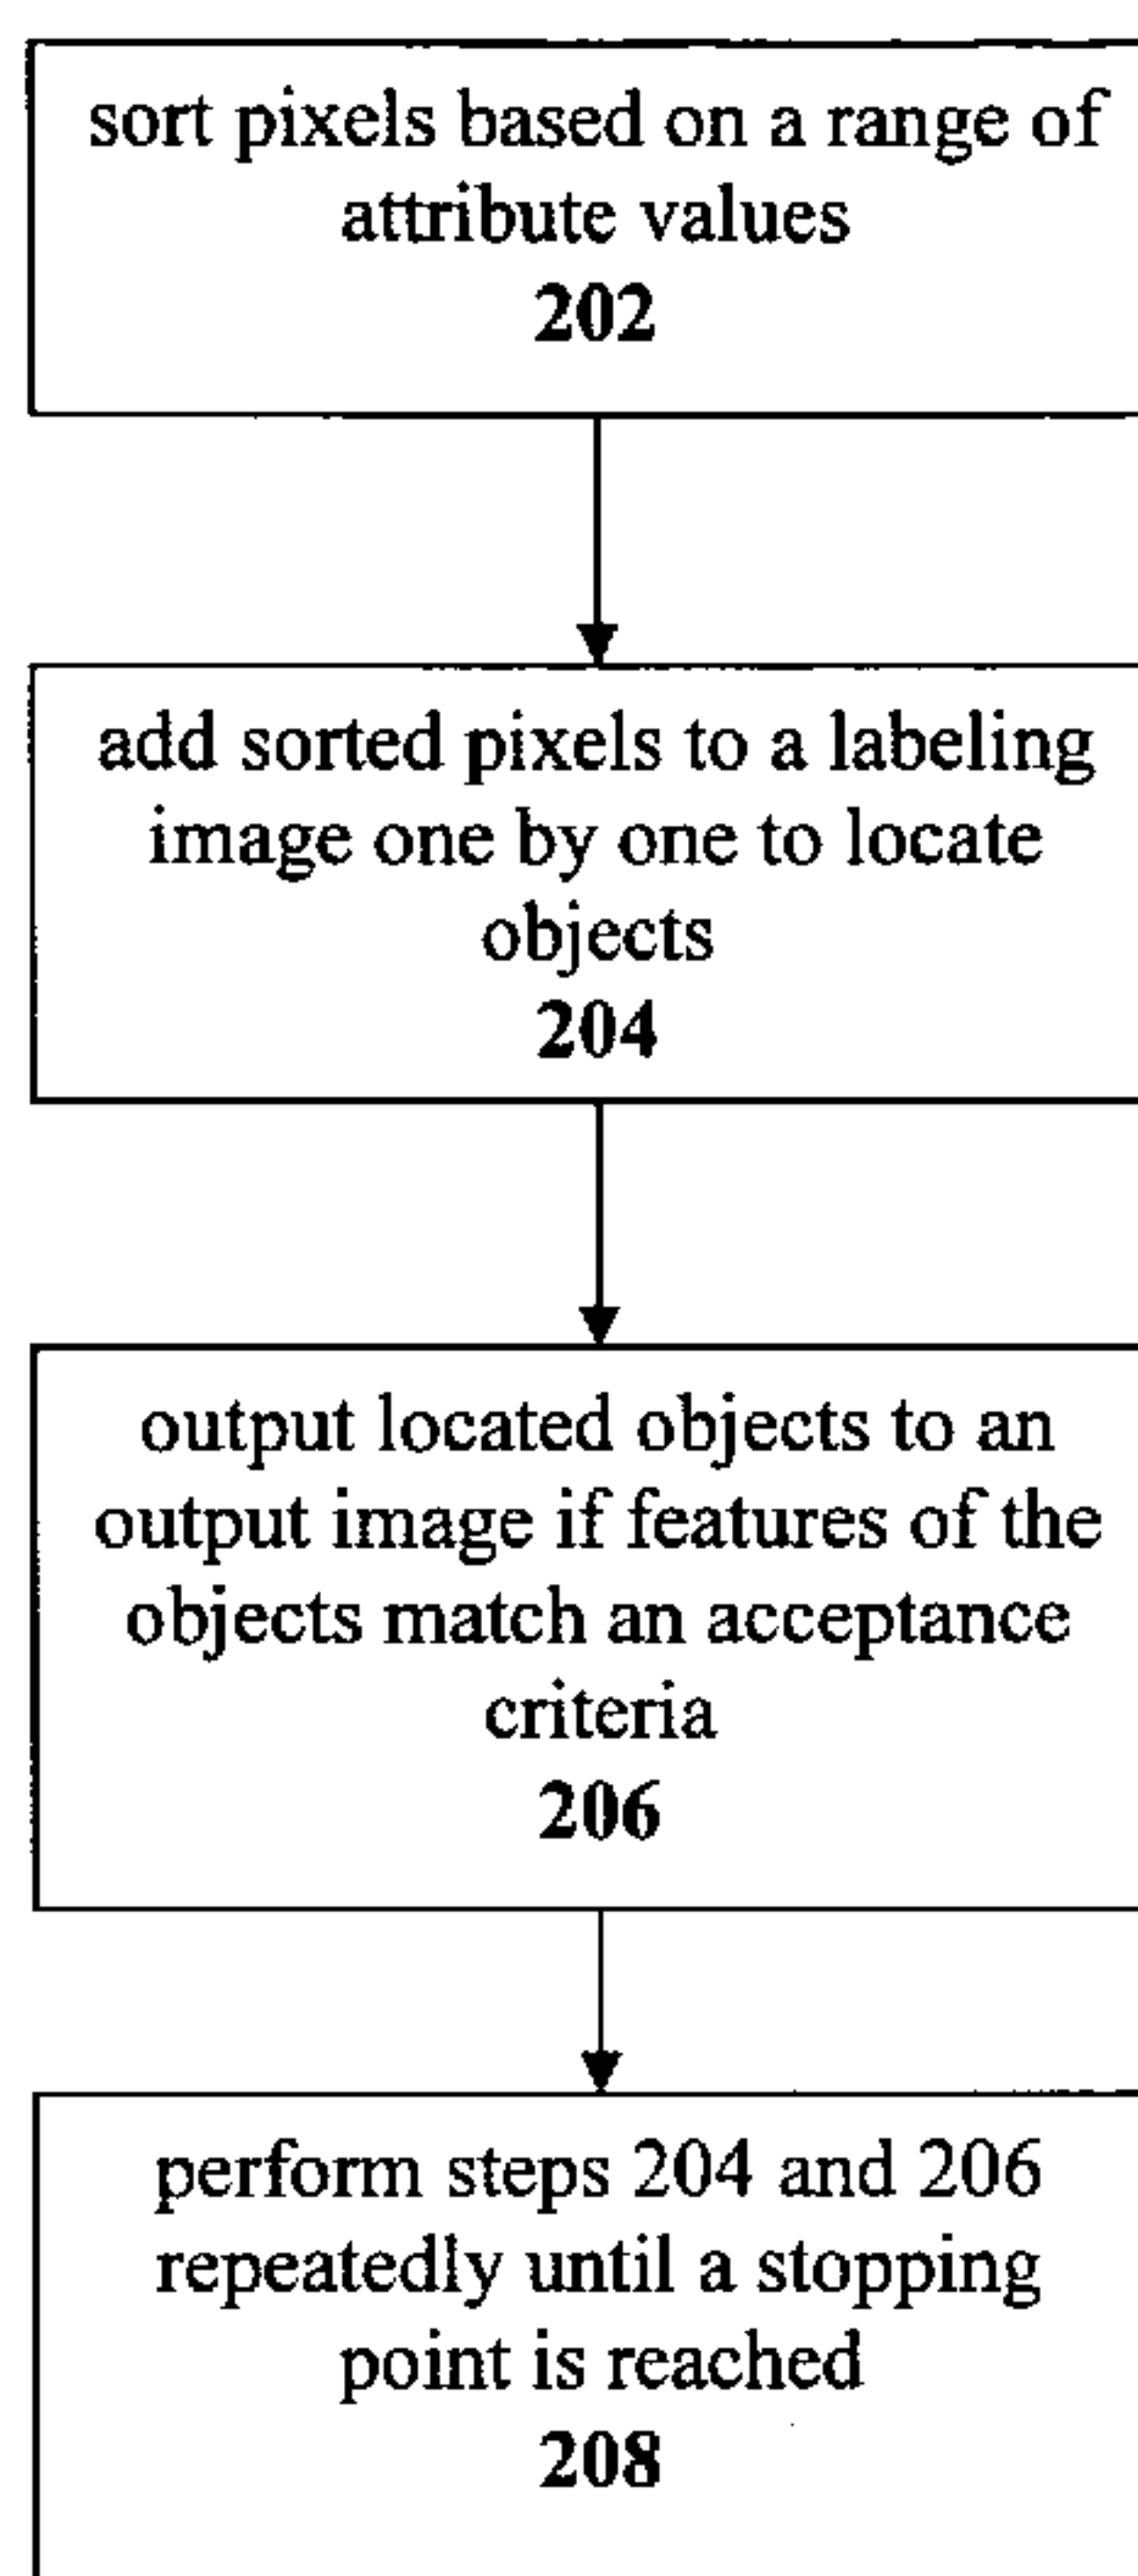 sort pixels based on a range of
attribute values
202
add sorted pixels to a labeling
image one by one to locate
objects
204
output located objects to an
output image if features of the
objects match an acceptance
criteria
206
perform steps 204 and 206
repeatedly until a stopping
point is reached
208